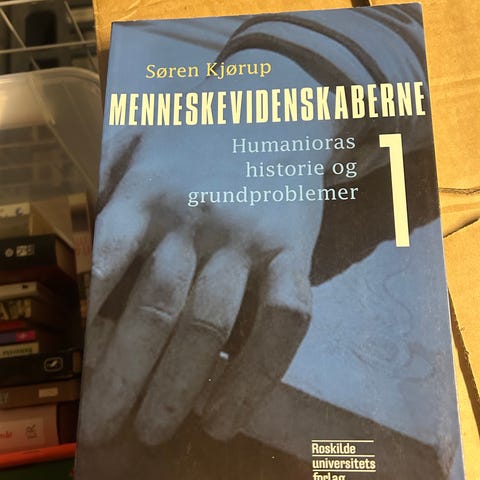 Søren Kjørup
MENNESKEVIDENSKABERNE
Humanioras
historie og
grundproblemer
1
Roskilde
universitets
forlag